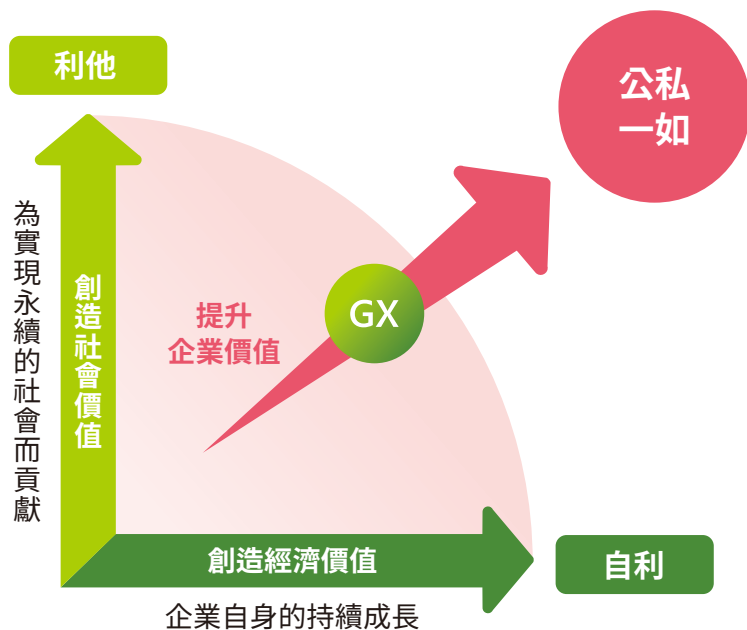 利他
公私
一如
為實現永續的社會而貢獻
創造社會價值
提升
企業價值
GX
創造經濟價值
自利
企業自身的持續成長